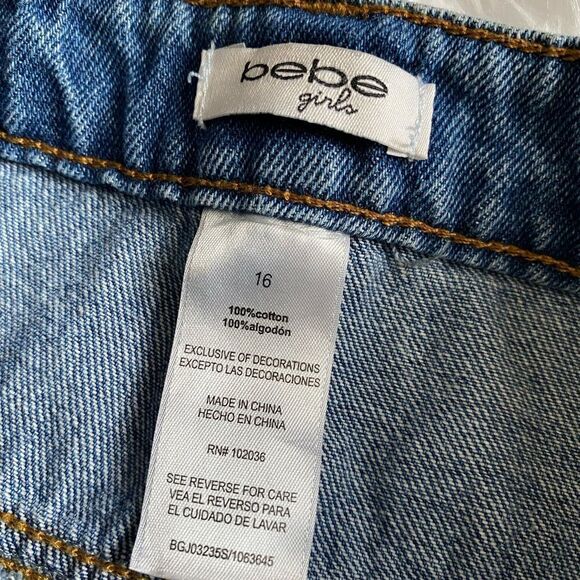 bebe
girls
16
100%cotton
100%algodón
EXCLUSIVE OF DECORATIONS
EXCEPTO LAS DECORACIONES
MADE IN CHINA
HECHO EN CHINA
RN# 102036
SEE REVERSE FOR CARE
VEA EL REVERSO PARA
EL CUIDADO DE LAVAR
BGJ03235S/1063645